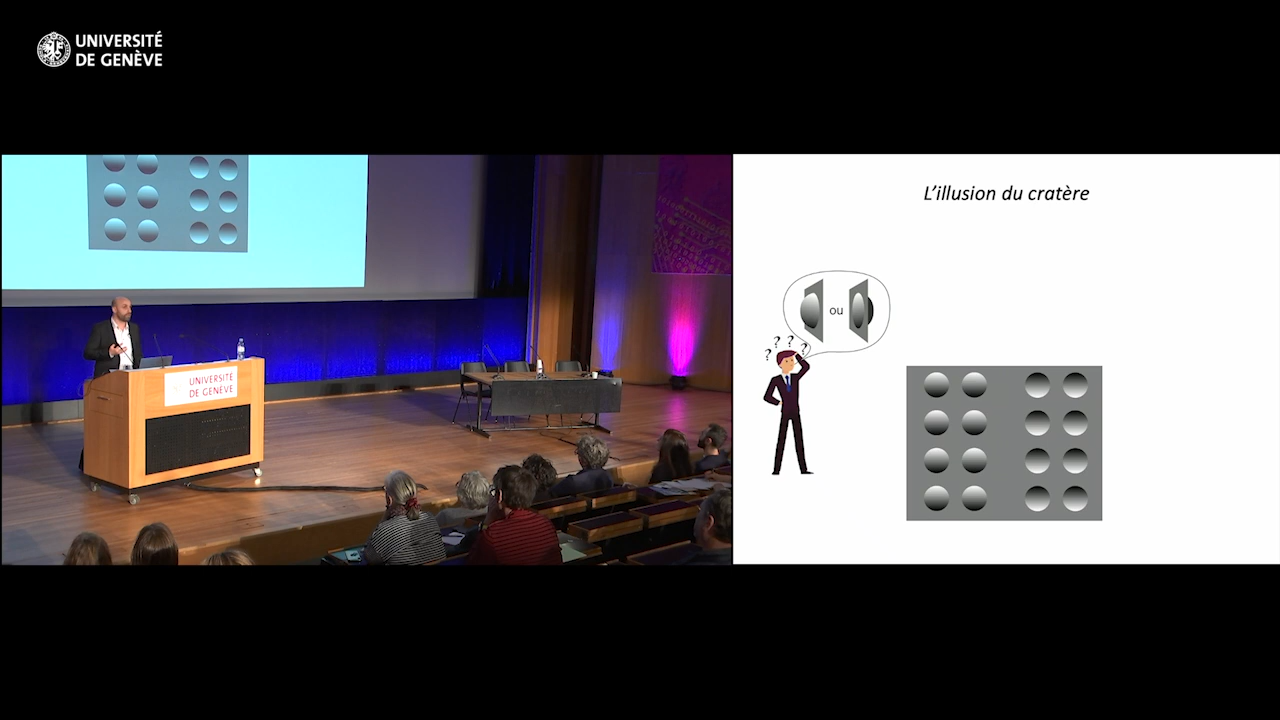 UNIVERSITÉ
DE GENÈVE
UNIVERSITÉ
DE GENÈVE
L'illusion du cratère
ou
? ? ? ?